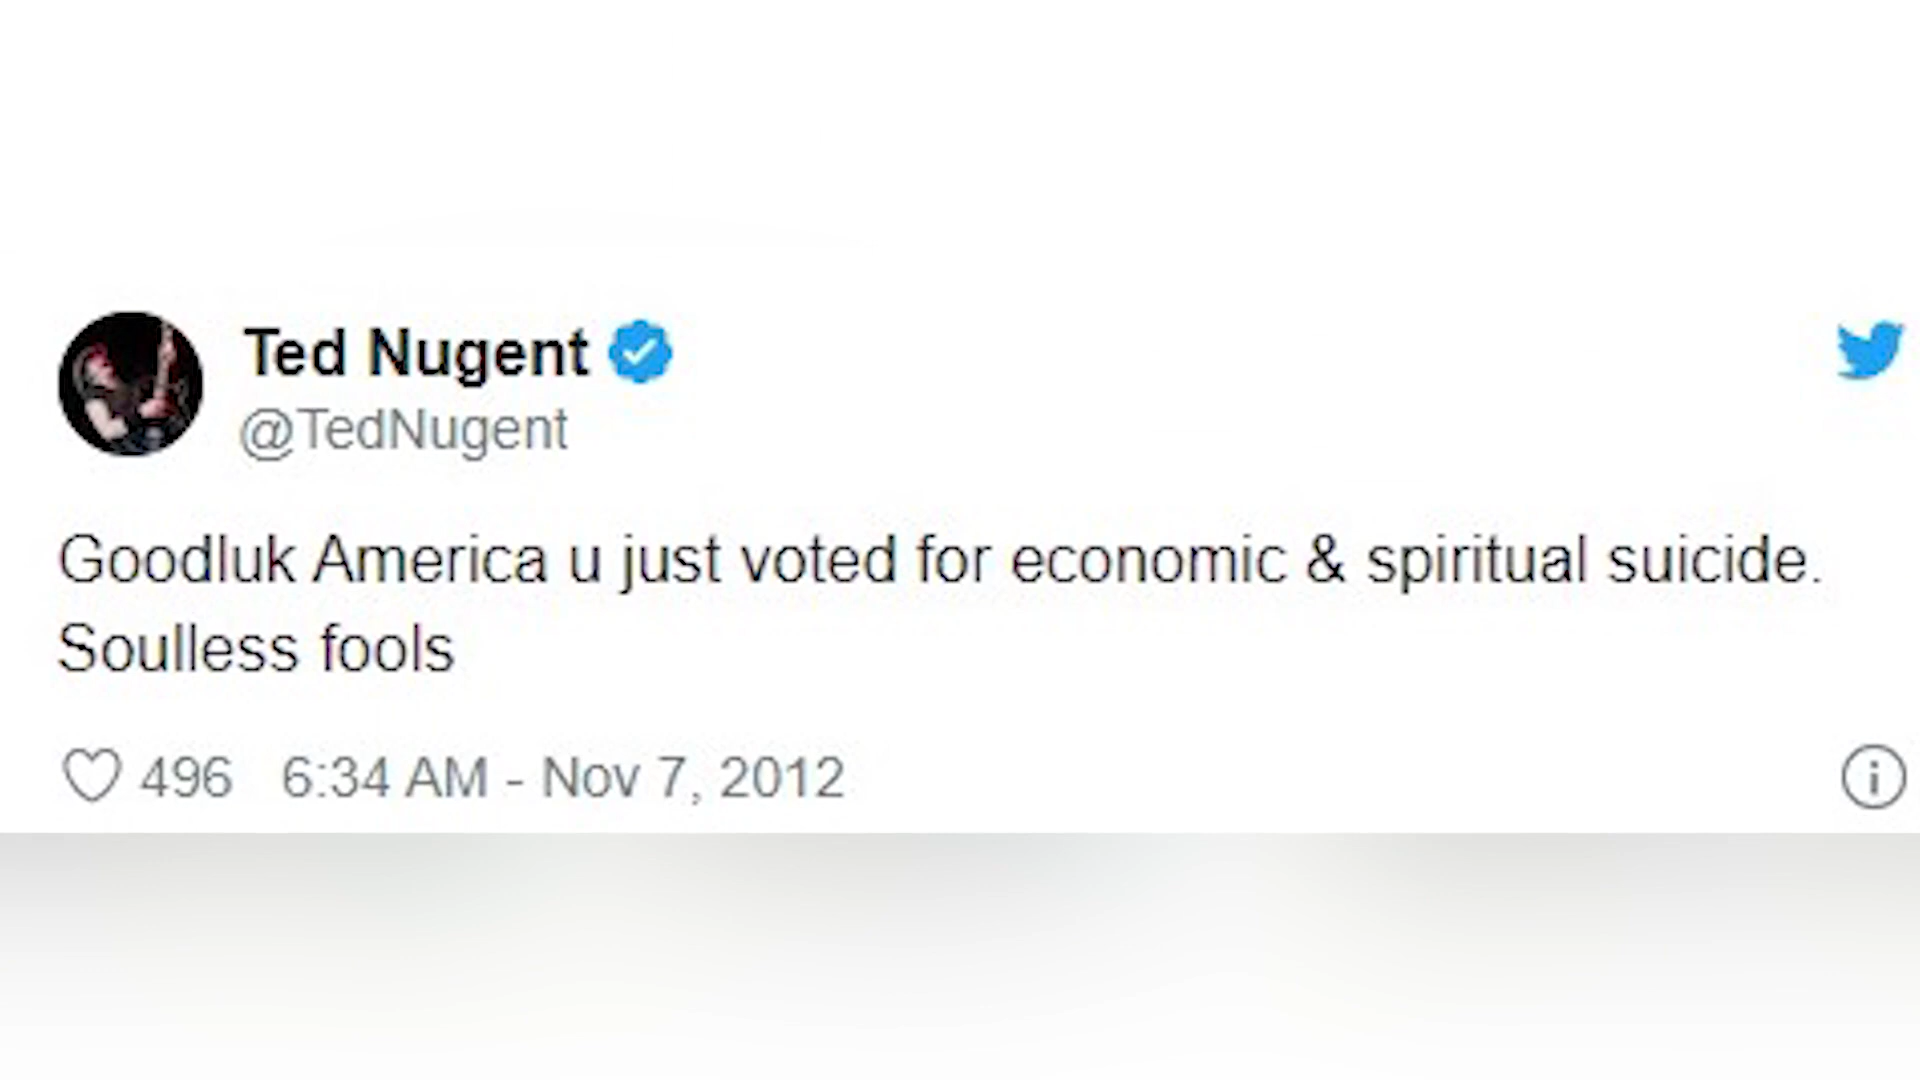 Ted Nugent
@TedNugent
Goodluk America u just voted for economic & spiritual suicide.
Soulless fools
496 6:34 AM - Nov 7, 2012